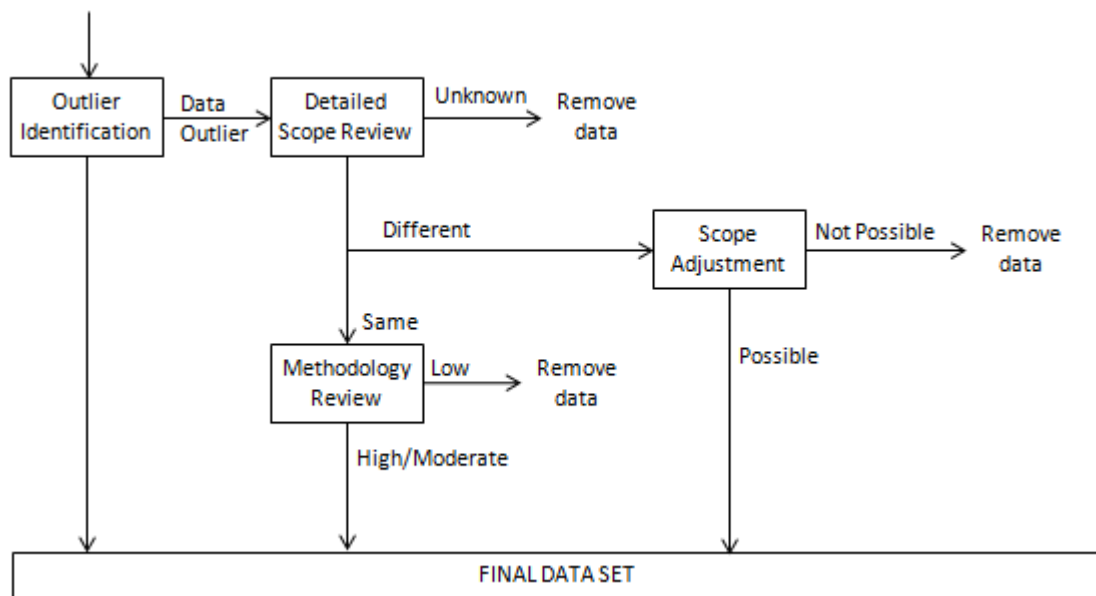 Outlier
Identification
Data
Outlier
Detailed
Scope Review
Unknown
Remove
data
Different
Scope
Adjustment
Not Possible
Remove
data
Same
Methodology
Review
Low
Remove
data
Possible
High/Moderate
FINAL DATA SET